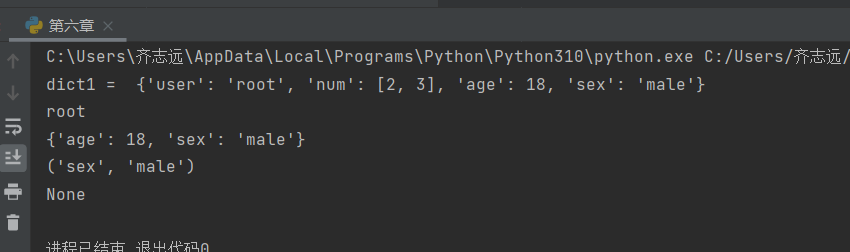 第六章
C:\Users\齐志远\AppData\Local\Programs\Python\Python310\python.exe C:/Users/齐志远/
dict1 =  {'user': 'root', 'num': [2, 3], 'age': 18, 'sex': 'male'}
root
{'age': 18, 'sex': 'male'}
('sex', 'male')
None
进程已结束,退出代码0